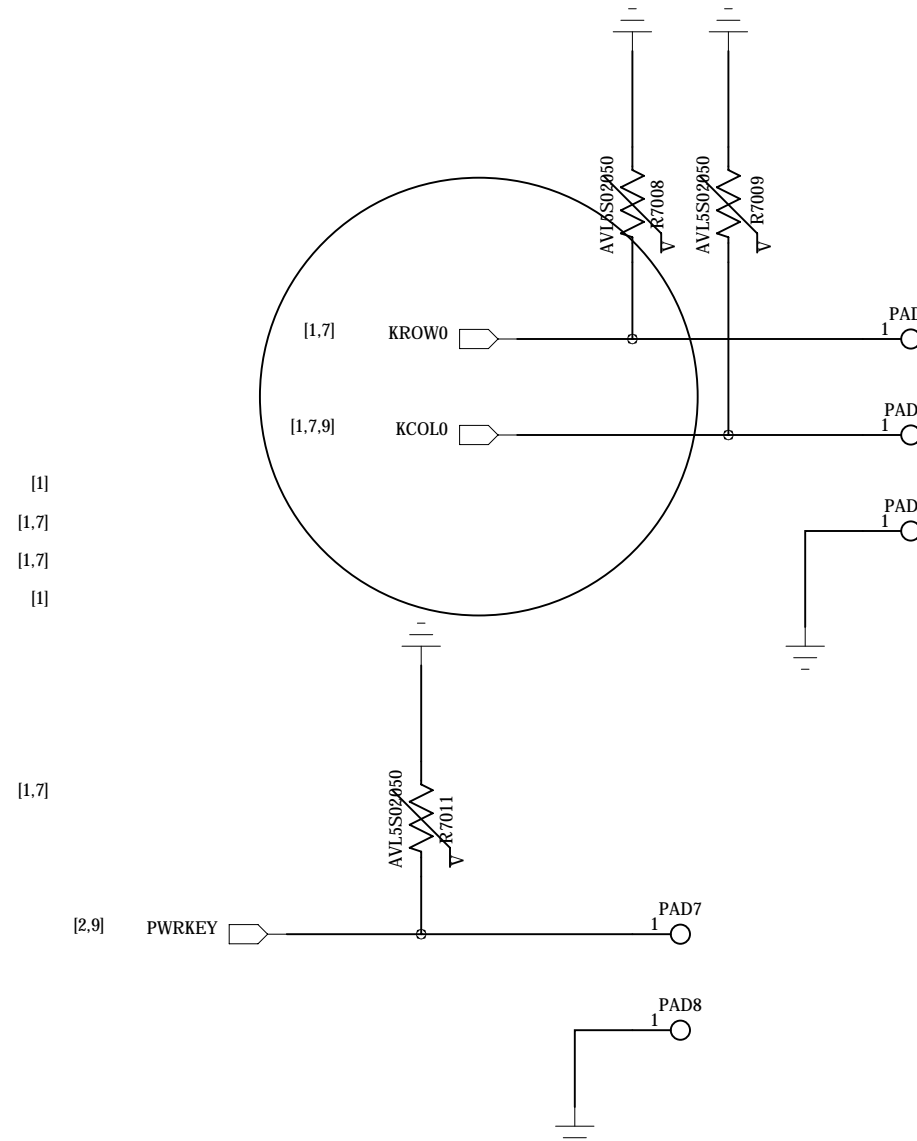 AVL5S02050
R7008
AVL5S02050
R7009
[1,7] KROW0
1 PAD
[1,7,9] KCOL0
1 PAD
[1]
[1,7]
1 PAD
[1,7]
[1]
[1,7]
AVL5S02050
R7011
V
V
V
[2,9] PWRKEY
1 PAD7
1 PAD8